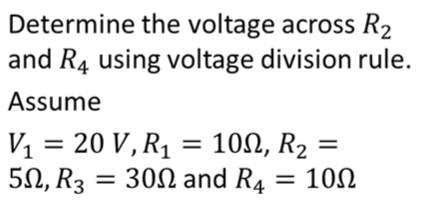 Determine the voltage across R₂
and R₄ using voltage division rule.
Assume
V₁ = 20 V, R₁ = 10Ω, R₂ =
5Ω, R₃ = 30Ω and R₄ = 10Ω